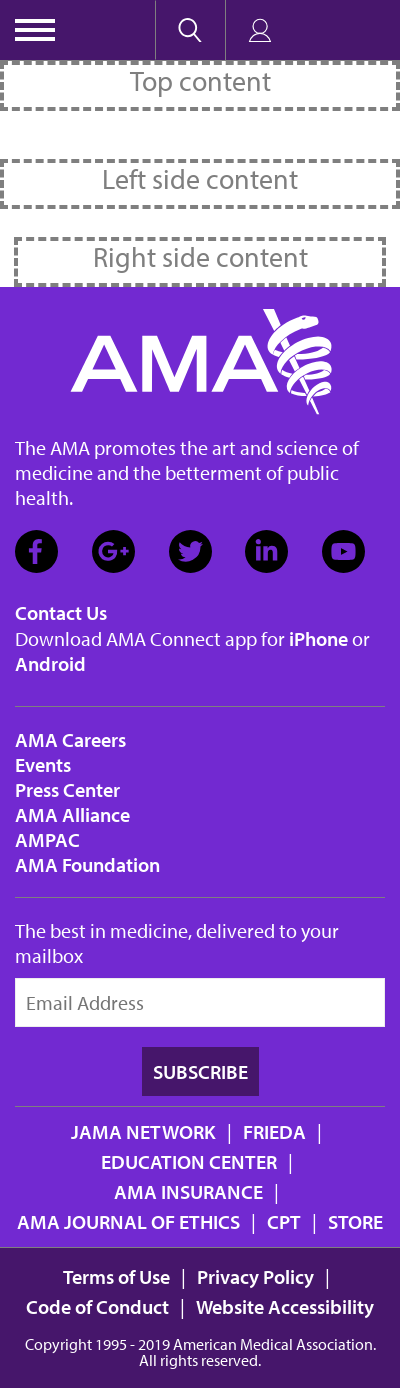 Top content
Left side content
Right side content
AMA
The AMA promotes the art and science of
medicine and the betterment of public
health.
Contact Us
Download AMA Connect app for iPhone or
Android
AMA Careers
Events
Press Center
AMA Alliance
AMPAC
AMA Foundation
The best in medicine, delivered to your
mailbox
Email Address
SUBSCRIBE
JAMA NETWORK | FRIEDA |
EDUCATION CENTER |
AMA INSURANCE |
AMA JOURNAL OF ETHICS | CPT | STORE
Terms of Use | Privacy Policy |
Code of Conduct | Website Accessibility
Copyright 1995 - 2019 American Medical Association.
All rights reserved.